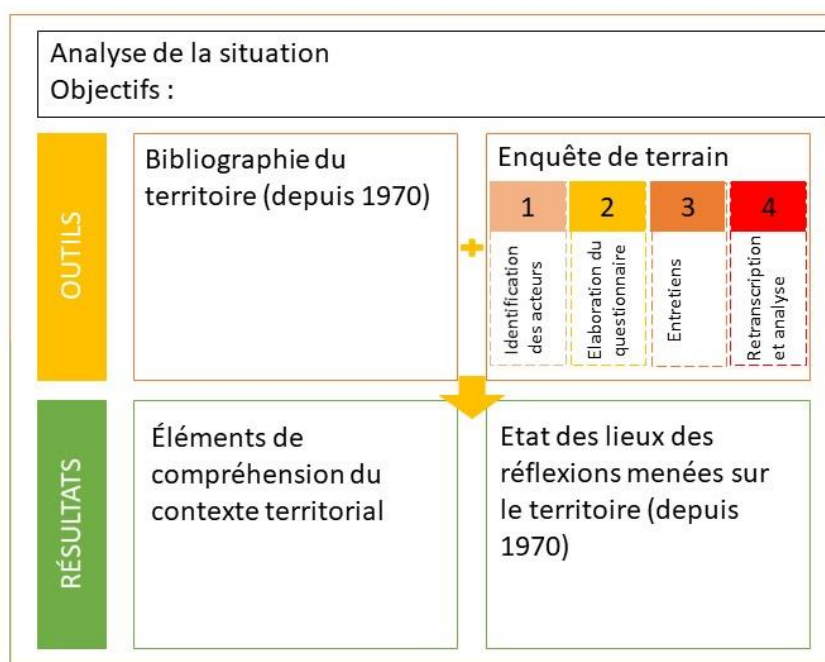 Analyse de la situation
Objectifs :
OUTILS
Bibliographie du
territoire (depuis 1970)
+
Enquête de terrain
1
2
3
4
Identification
des acteurs
Elaboration du
questionnaire
Entretiens
Retranscription
et analyse
RÉSULTATS
Éléments de
compréhension du
contexte territorial
Etat des lieux des
réflexions menées sur
le territoire (depuis
1970)